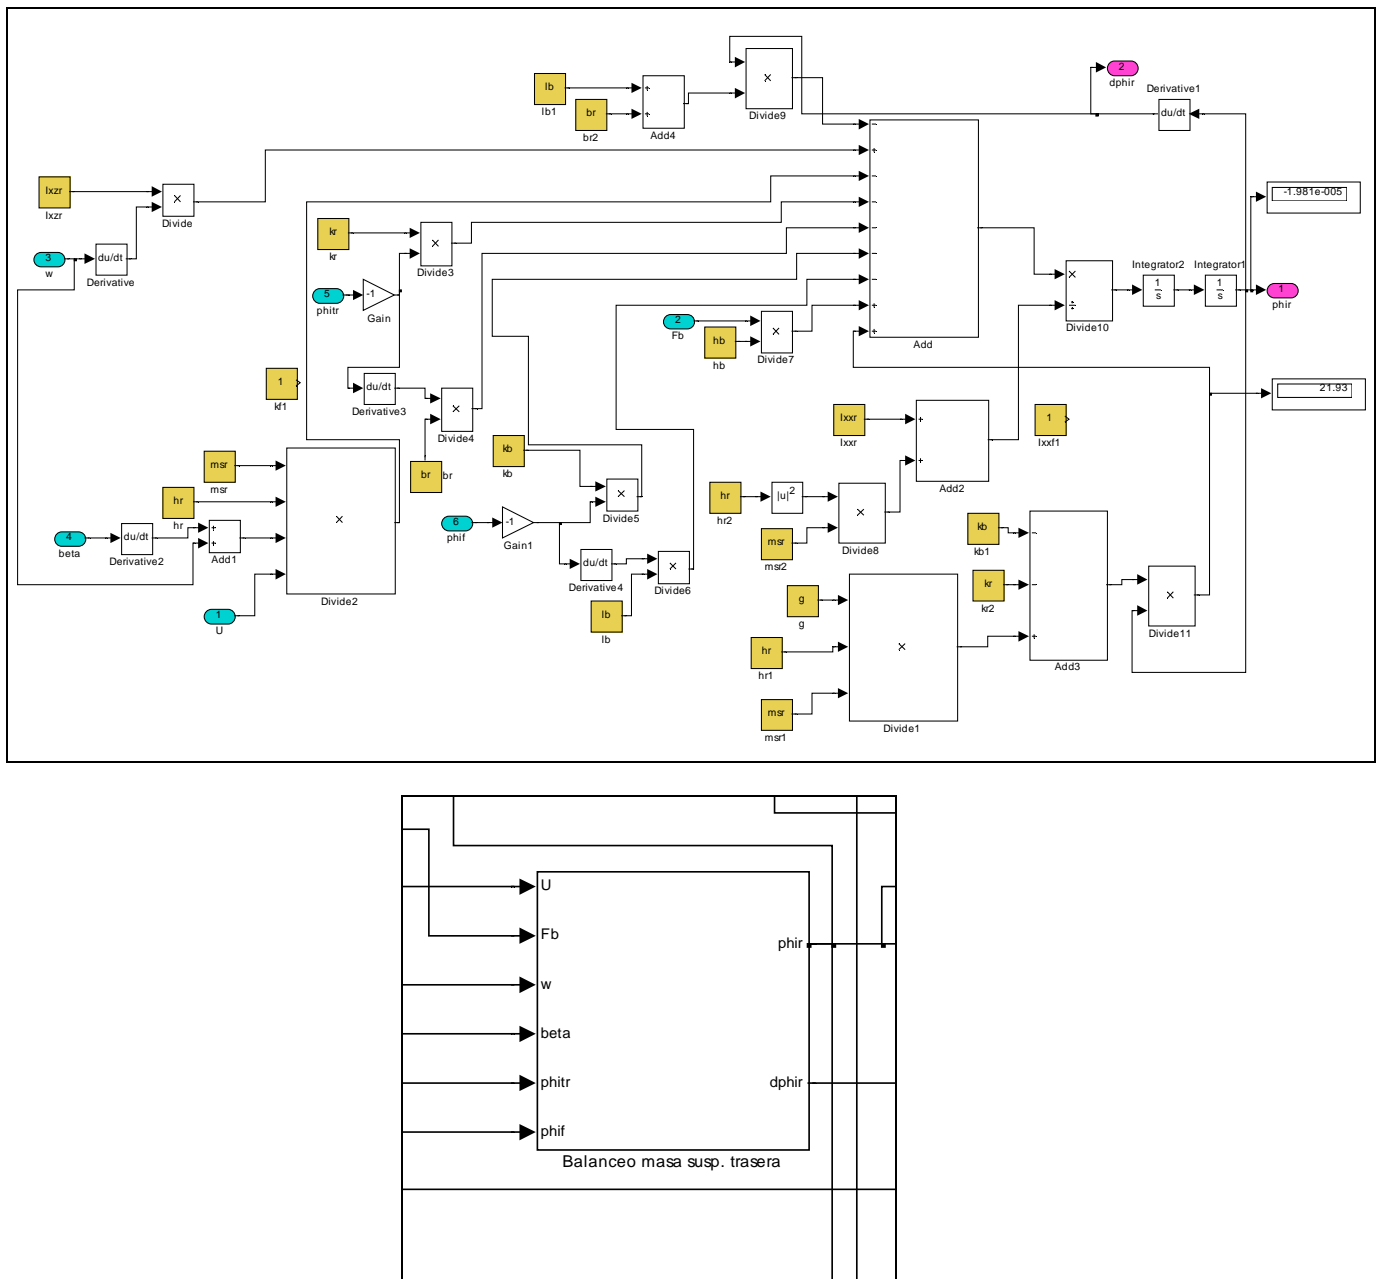 2
dphir
Derivative1
du/dt
lb
lb1
br
br2
+
+
Add4
×
Divide9
-1.981e-005
Ixzr
Ixzr
×
Divide
3
w
du/dt
Derivative
kr
kr
×
Divide3
5
phitr
-1
Gain
−
+
−
−
−
−
−
+
+
Add
2
Fb
hb
hb
×
Divide7
×
÷
Divide10
Integrator2
1
s
Integrator1
1
s
1
phir
1
kf1
du/dt
Derivative3
×
Divide4
br
br
21.93
Ixxr
Ixxr
+
+
Add2
1
Ixxf1
msr
msr
hr
hr
4
beta
du/dt
Derivative2
+
+
Add1
×
Divide2
1
U
kb
kb
×
Divide5
6
phif
-1
Gain1
du/dt
Derivative4
×
Divide6
lb
lb
hr
hr2
|u|2
×
Divide8
msr
msr2
kb
kb1
kr
kr2
−
−
+
Add3
×
Divide11
g
g
hr
hr1
msr
msr1
×
Divide1
U
Fb
w
beta
phitr
phif
phir
dphir
Balanceo masa susp. trasera